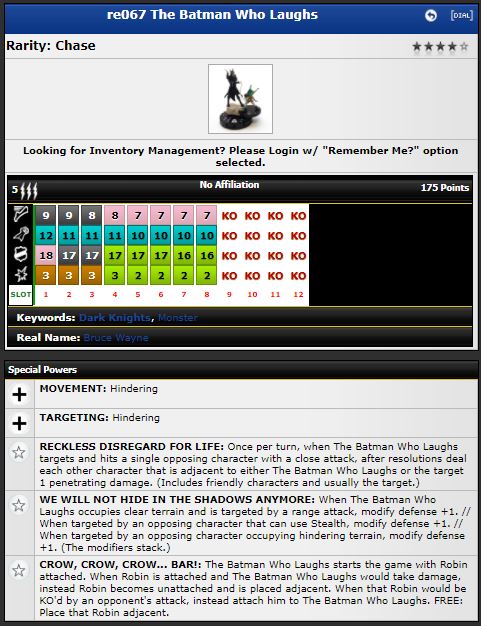 re067 The Batman Who Laughs
[DIAL]
Rarity: Chase
Looking for Inventory Management? Please Login w/ "Remember Me?" option
selected.
5
No Affiliation
175 Points
9 9 8 8 7 7 7 7 KO KO KO KO
12 11 11 11 10 10 10 10 KO KO KO KO
18 17 17 17 17 17 16 16 KO KO KO KO
3 3 3 3 2 2 2 2 KO KO KO KO
SLOT 1 2 3 4 5 6 7 8 9 10 11 12
Keywords: Dark Knights, Monster
Real Name: Bruce Wayne
Special Powers
MOVEMENT: Hindering
TARGETING: Hindering
RECKLESS DISREGARD FOR LIFE: Once per turn, when The Batman Who Laughs
targets and hits a single opposing character with a close attack, after resolutions deal
each other character that is adjacent to either The Batman Who Laughs or the target
1 penetrating damage. (Includes friendly characters and usually the target.)
WE WILL NOT HIDE IN THE SHADOWS ANYMORE: When The Batman Who
Laughs occupies clear terrain and is targeted by a range attack, modify defense +1. //
When targeted by an opposing character that can use Stealth, modify defense +1. //
When targeted by an opposing character occupying hindering terrain, modify defense
+1. (The modifiers stack.)
CROW, CROW, CROW... BAR!: The Batman Who Laughs starts the game with Robin
attached. When Robin is attached and The Batman Who Laughs would take damage,
instead Robin becomes unattached and is placed adjacent. When that Robin would be
KO'd by an opponent's attack, instead attach him to The Batman Who Laughs. FREE:
Place that Robin adjacent.